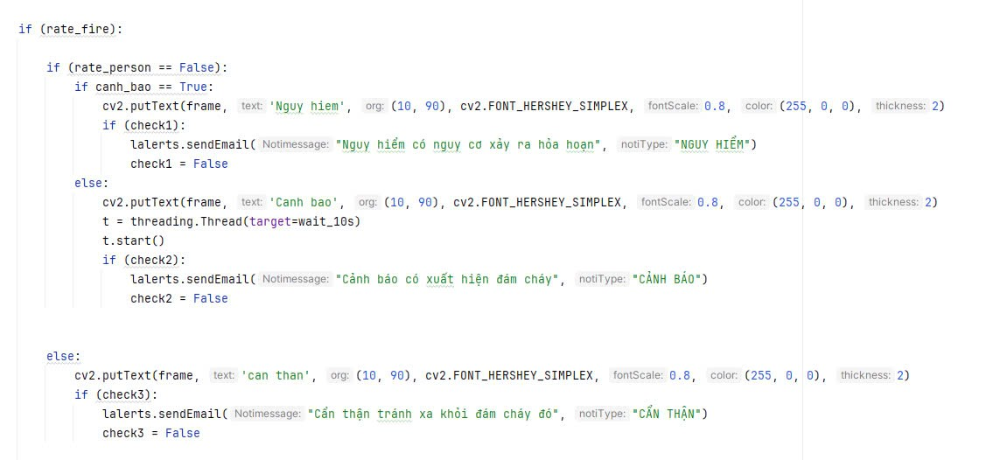 if (rate_fire):
if (rate_person == False):
if canh_bao == True:
cv2.putText(frame, text: 'Nguy hiem', org: (10, 90), cv2.FONT_HERSHEY_SIMPLEX, fontScale: 0.8, color: (255, 0, 0), thickness: 2)
if (check1):
lalerts.sendEmail( Notimessage: "Nguy hiểm có nguy cơ xảy ra hỏa hoạn", notiType: "NGUY HIỂM")
check1 = False
else:
cv2.putText(frame, text: 'Canh bao', org: (10, 90), cv2.FONT_HERSHEY_SIMPLEX, fontScale: 0.8, color: (255, 0, 0), thickness: 2)
t = threading.Thread(target=wait_10s)
t.start()
if (check2):
lalerts.sendEmail( Notimessage: "Cảnh báo có xuất hiện đám cháy", notiType: "CẢNH BÁO")
check2 = False
else:
cv2.putText(frame, text: 'can than', org: (10, 90), cv2.FONT_HERSHEY_SIMPLEX, fontScale: 0.8, color: (255, 0, 0), thickness: 2)
if (check3):
lalerts.sendEmail( Notimessage: "Cẩn thận tránh xa khỏi đám cháy đó", notiType: "CẨN THẬN")
check3 = False